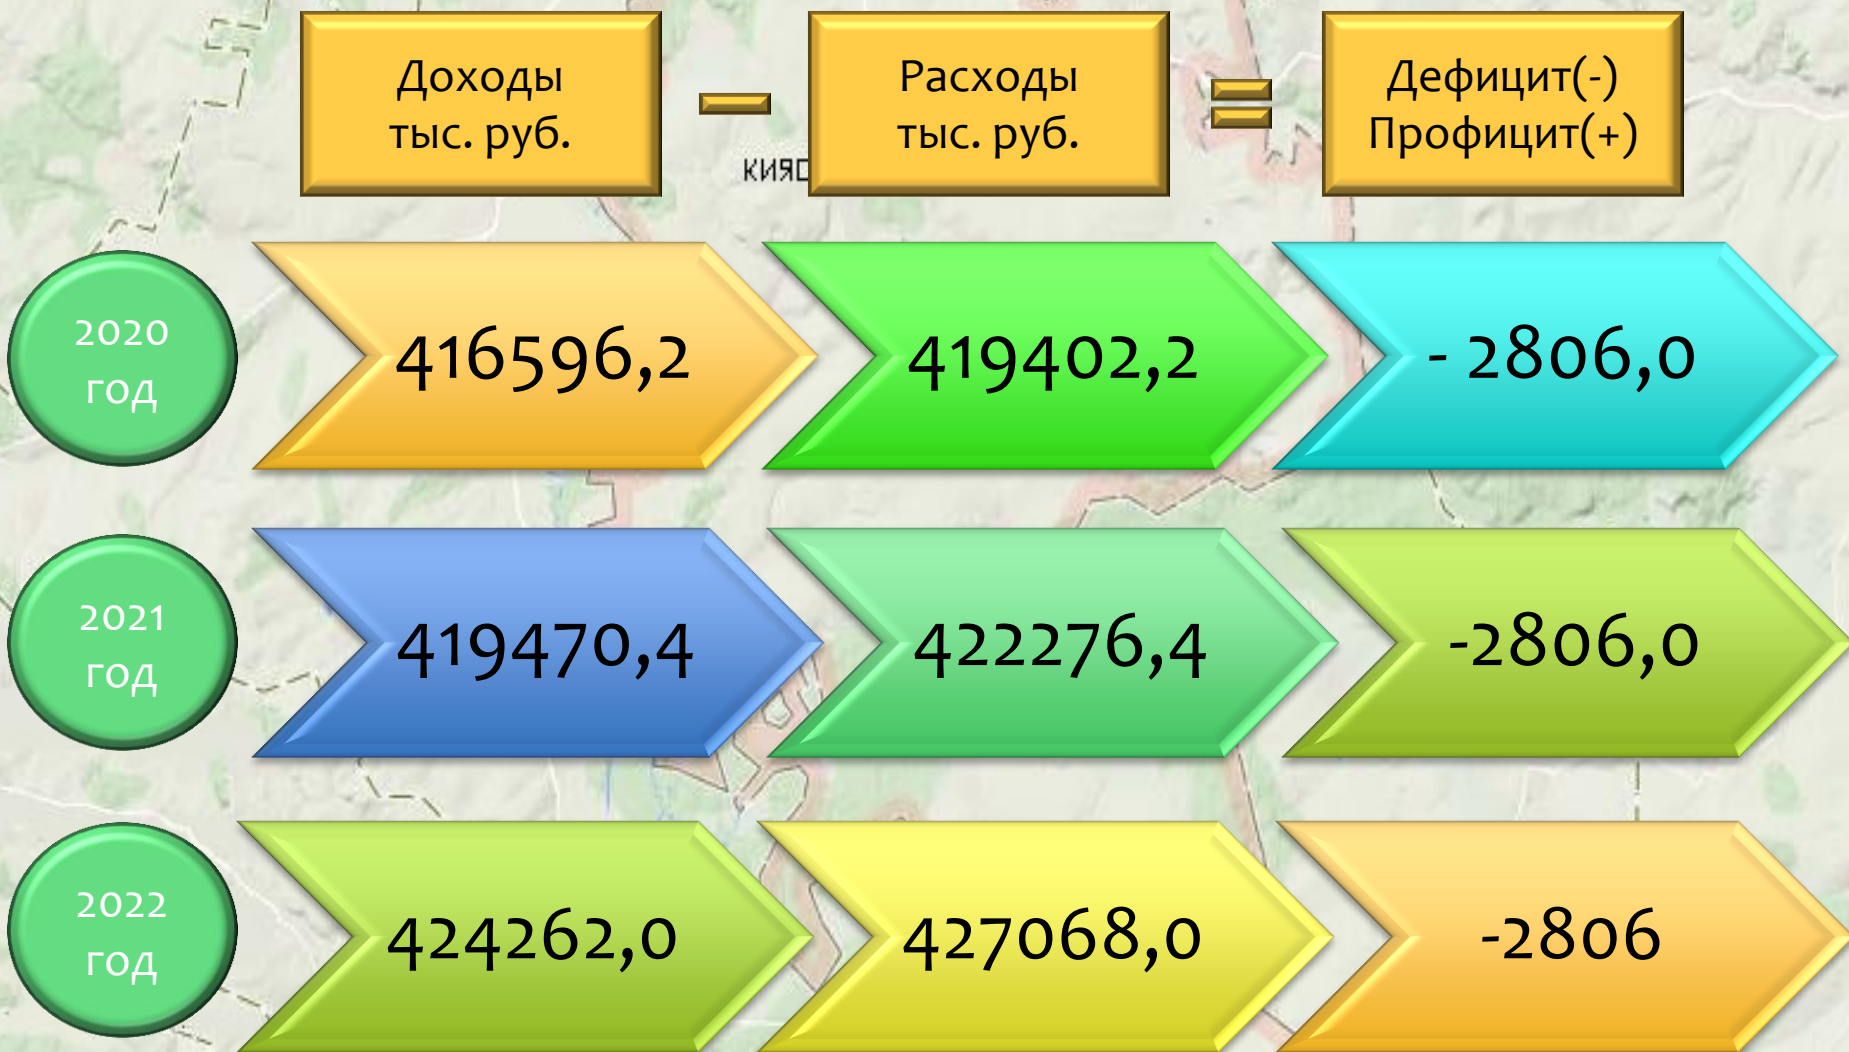 Доходы
тыс. руб.
Расходы
тыс. руб.
Дефицит(-)
Профицит(+)
кияс
2020
год
416596,2
419402,2
- 2806,0
2021
год
419470,4
422276,4
-2806,0
2022
год
424262,0
427068,0
-2806